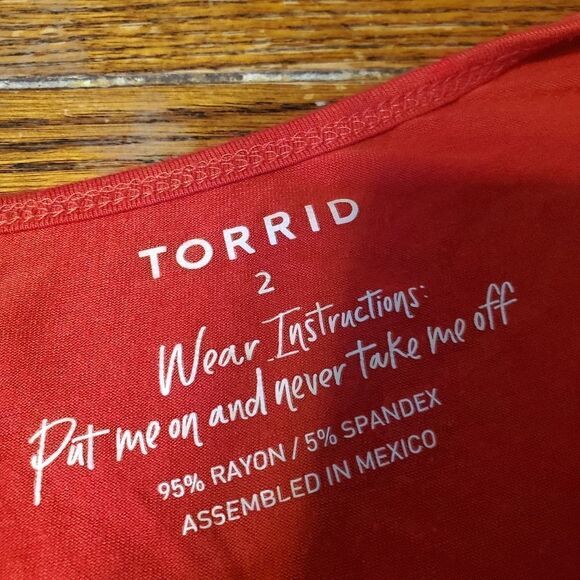 TORRID
2
Wear Instructions:
Put me on and never take me off
95% RAYON / 5% SPANDEX
ASSEMBLED IN MEXICO